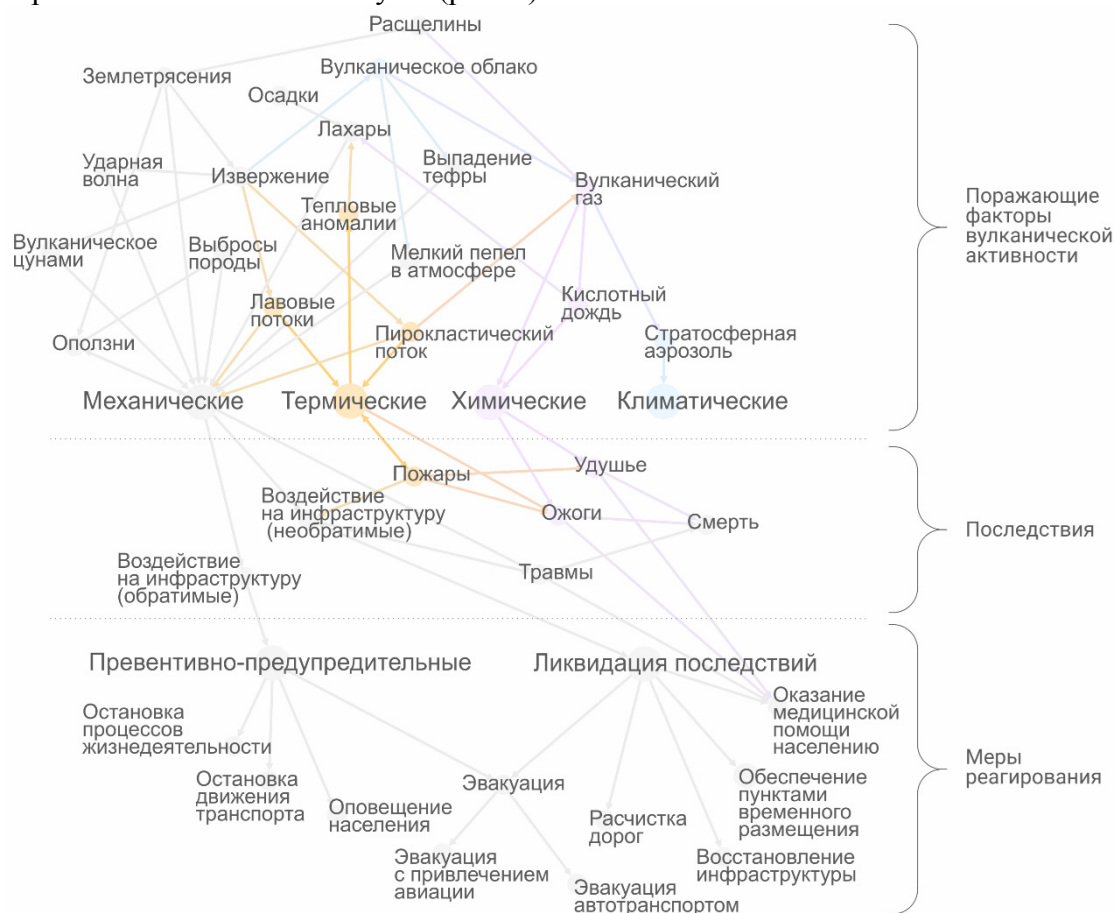 Расщелины
Вулканическое облако
Землетрясения
Осадки
Лахары
Ударная
волна
Извержение
Выпадение
тефры
Вулканический
газ
Тепловые
аномалии
Вулканическое
цунами
Выбросы
породы
Мелкий пепел
в атмосфере
Лавовые
потоки
Кислотный
дождь
Оползни
Пирокластический
поток
Стратосферная
аэрозоль
Механические
Термические
Химические
Климатические
Поражающие
факторы
вулканической
активности
Пожары
Удушье
Воздействие
на инфраструктуру
(необратимые)
Ожоги
Смерть
Воздействие
на инфраструктуру
(обратимые)
Травмы
Последствия
Превентивно-предупредительные
Ликвидация последствий
Остановка
процессов
жизнедеятельности
Оказание
медицинской
помощи
населению
Остановка
движения
транспорта
Оповещение
населения
Эвакуация
Расчистка
дорог
Обеспечение
пунктами
временного
размещения
Эвакуация
с привлечением
авиации
Эвакуация
автотранспортом
Восстановление
инфраструктуры
Меры
реагирования